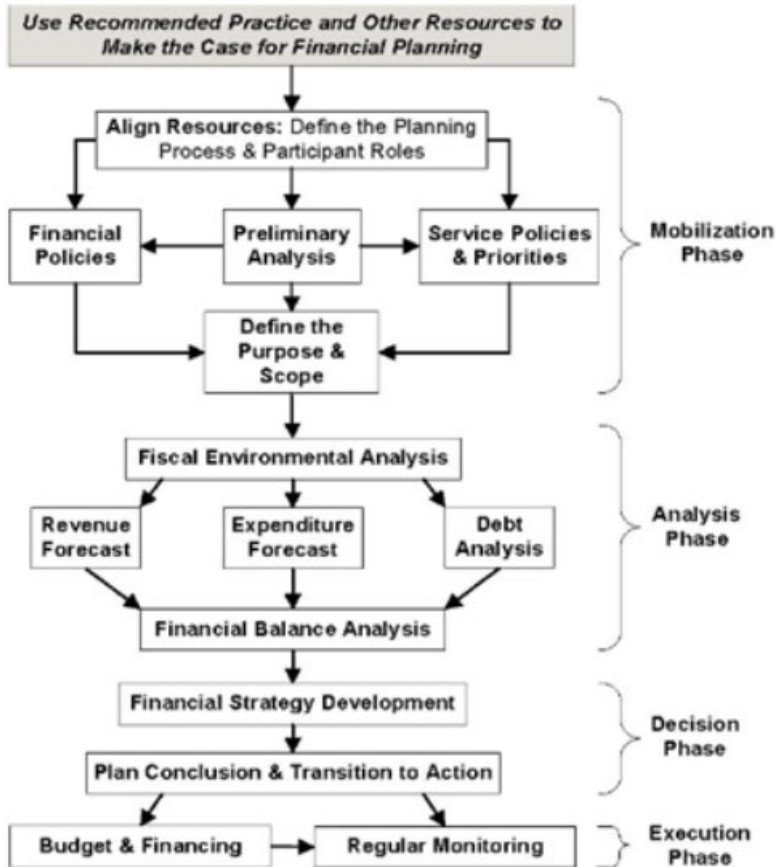 Use Recommended Practice and Other Resources to
Make the Case for Financial Planning
Align Resources: Define the Planning
Process & Participant Roles
Financial
Policies
Preliminary
Analysis
Service Policies
& Priorities
Define the
Purpose &
Scope
Mobilization
Phase
Fiscal Environmental Analysis
Revenue
Forecast
Expenditure
Forecast
Debt
Analysis
Financial Balance Analysis
Analysis
Phase
Financial Strategy Development
Plan Conclusion & Transition to Action
Decision
Phase
Budget & Financing
Regular Monitoring
Execution
Phase